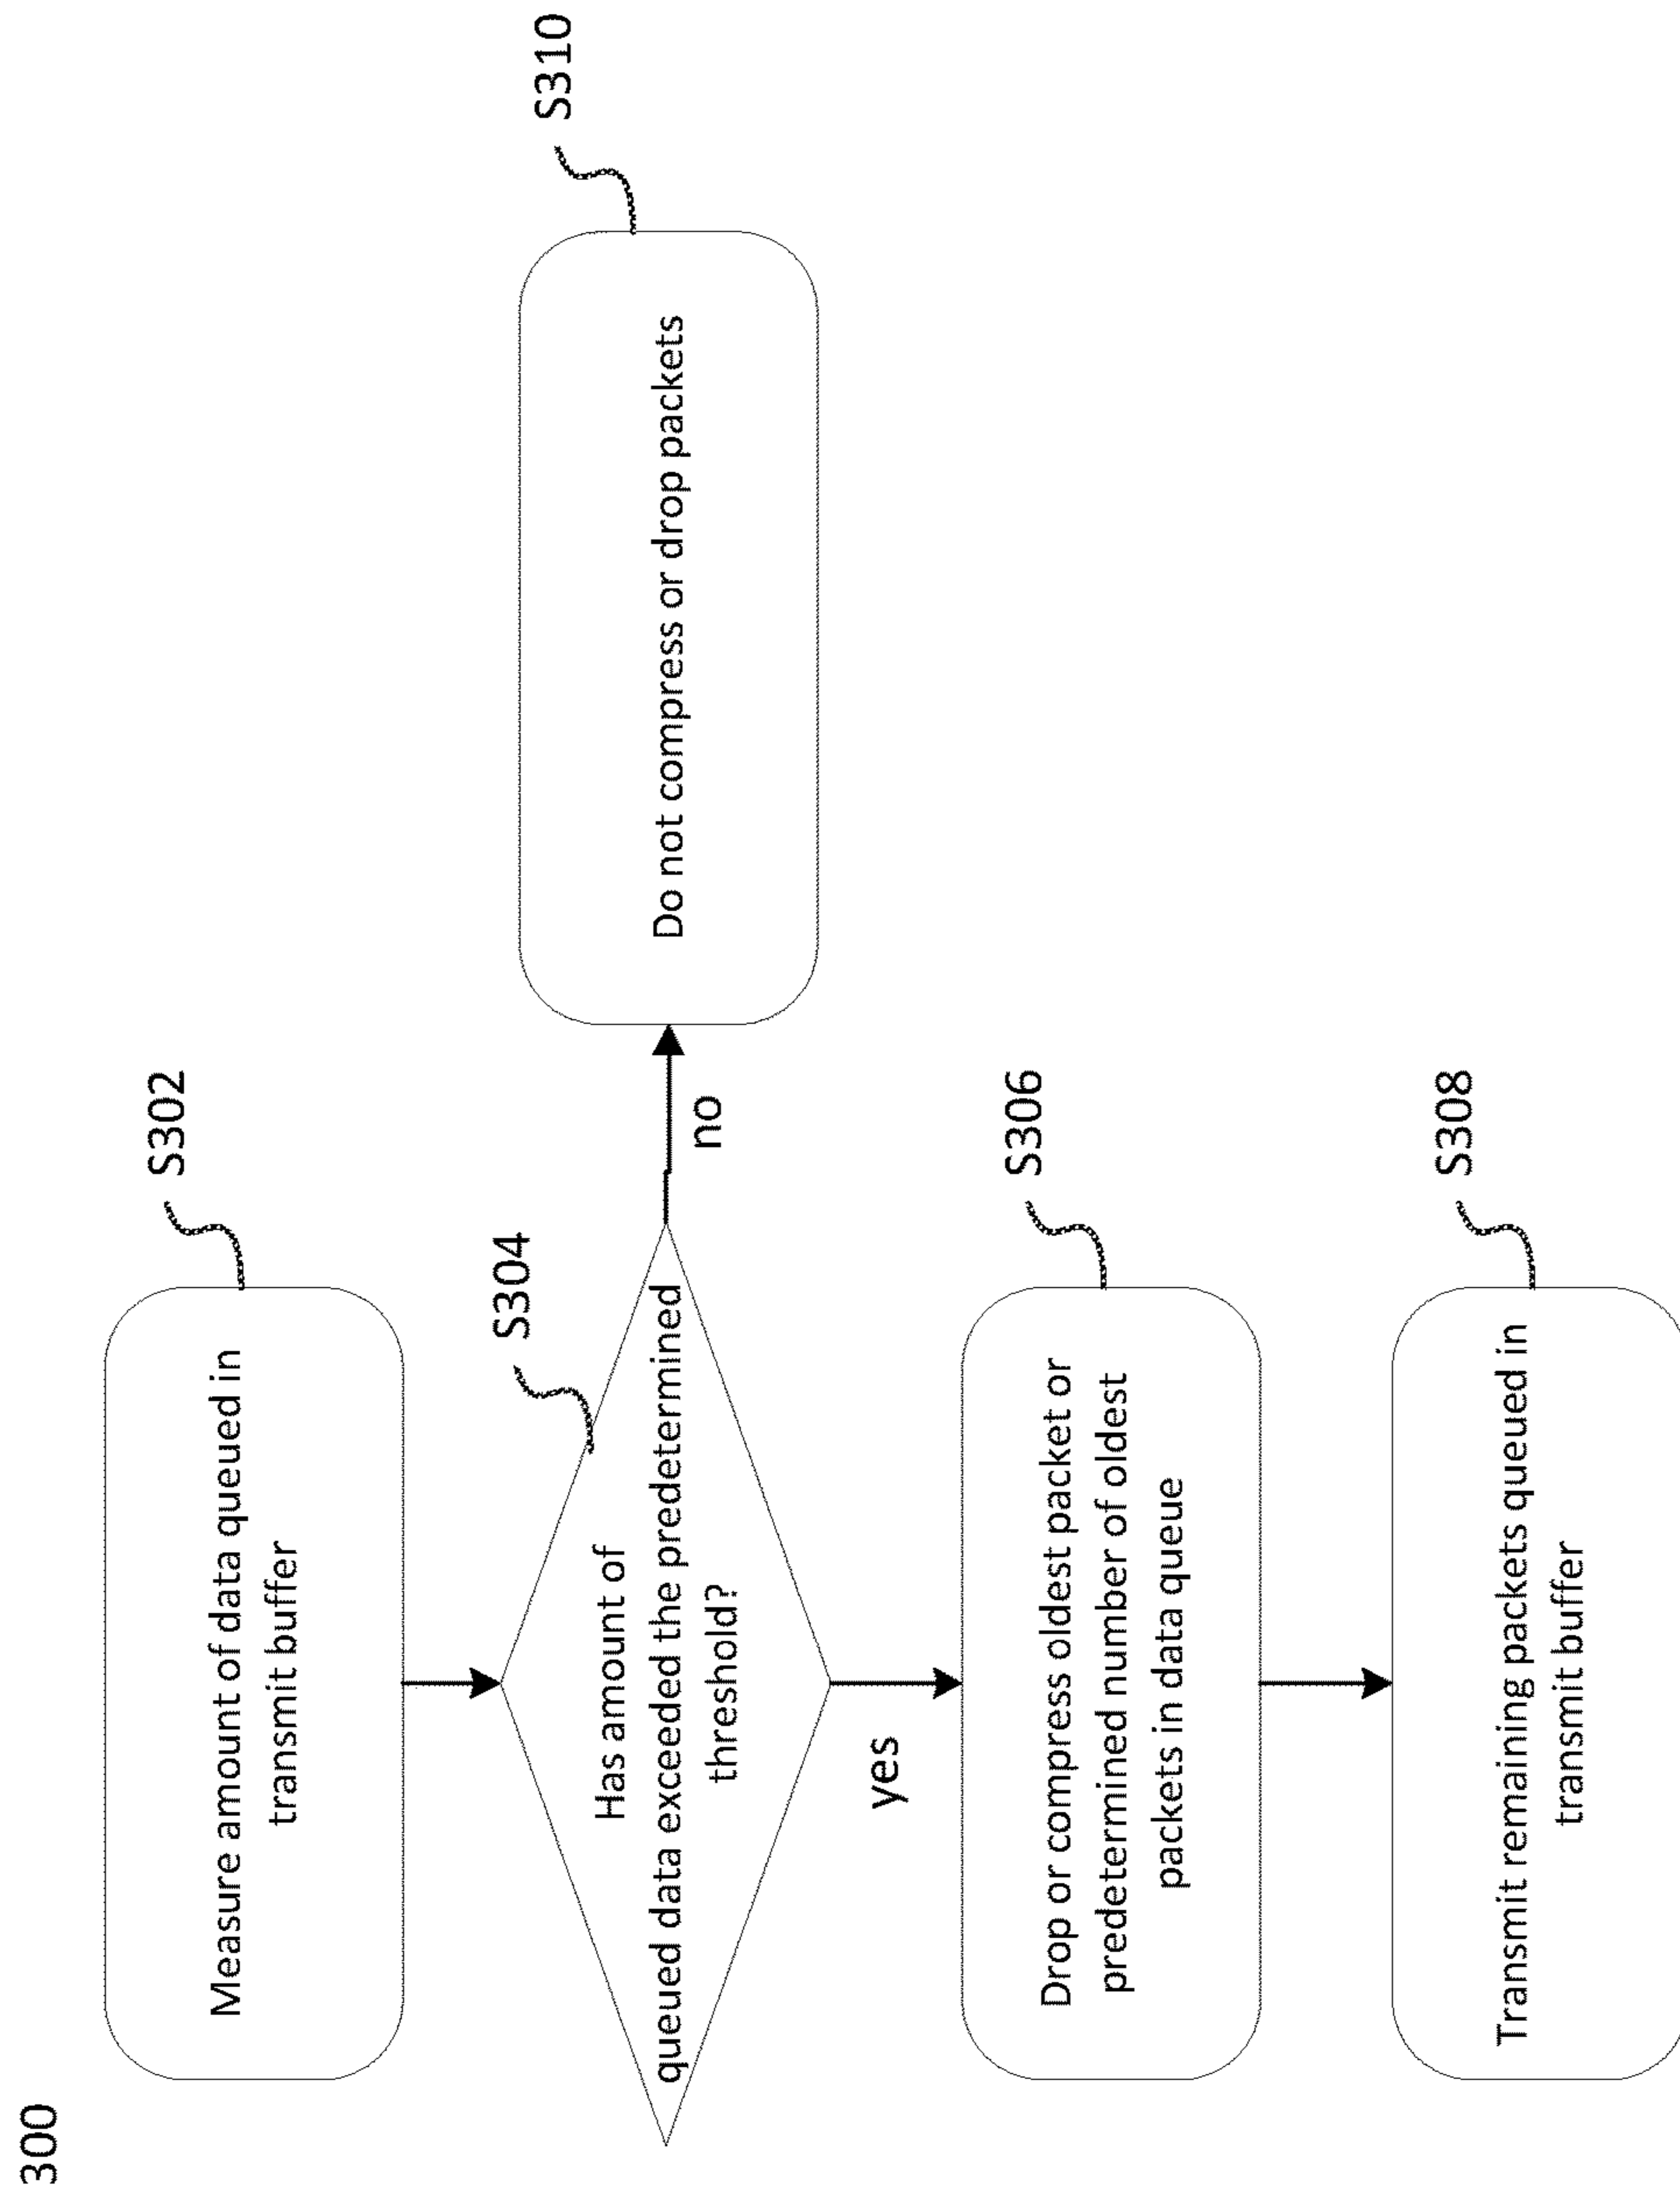 300
S302
Measure amount of data queued in
transmit buffer
S304
Has amount of
queued data exceeded the predetermined
threshold?
no
S310
Do not compress or drop packets
yes
S306
Drop or compress oldest packet or
predetermined number of oldest
packets in data queue
S308
Transmit remaining packets queued in
transmit buffer